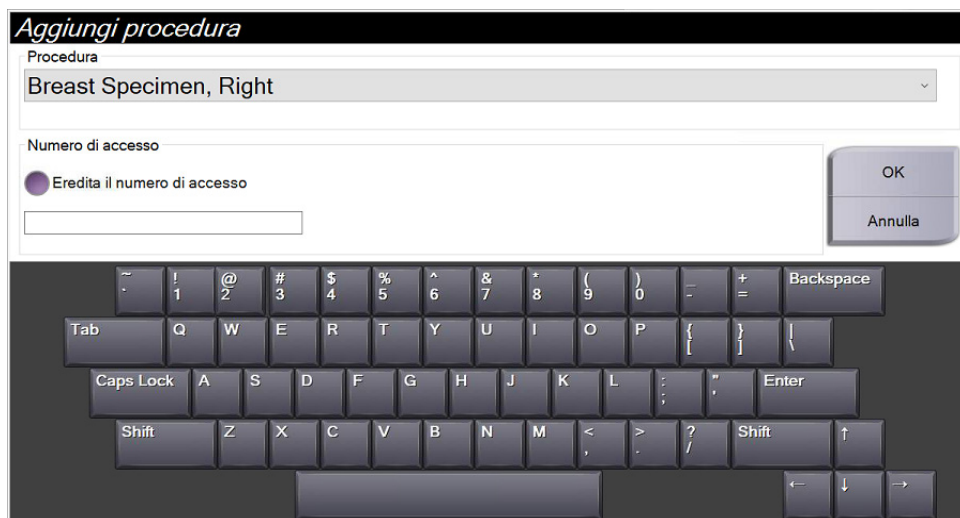 Aggiungi procedura
Procedura
Breast Specimen, Right
Numero di accesso
Eredita il numero di accesso
OK
Annulla
~ ! @ # $ % ^ & * ( ) _ + Backspace
` 1 2 3 4 5 6 7 8 9 0 - =
Tab Q W E R T Y U I O P { } |
[ ] \
Caps Lock A S D F G H J K L : " Enter
; '
Shift Z X C V B N M < > ? Shift ↑
, . /
← ↓ →